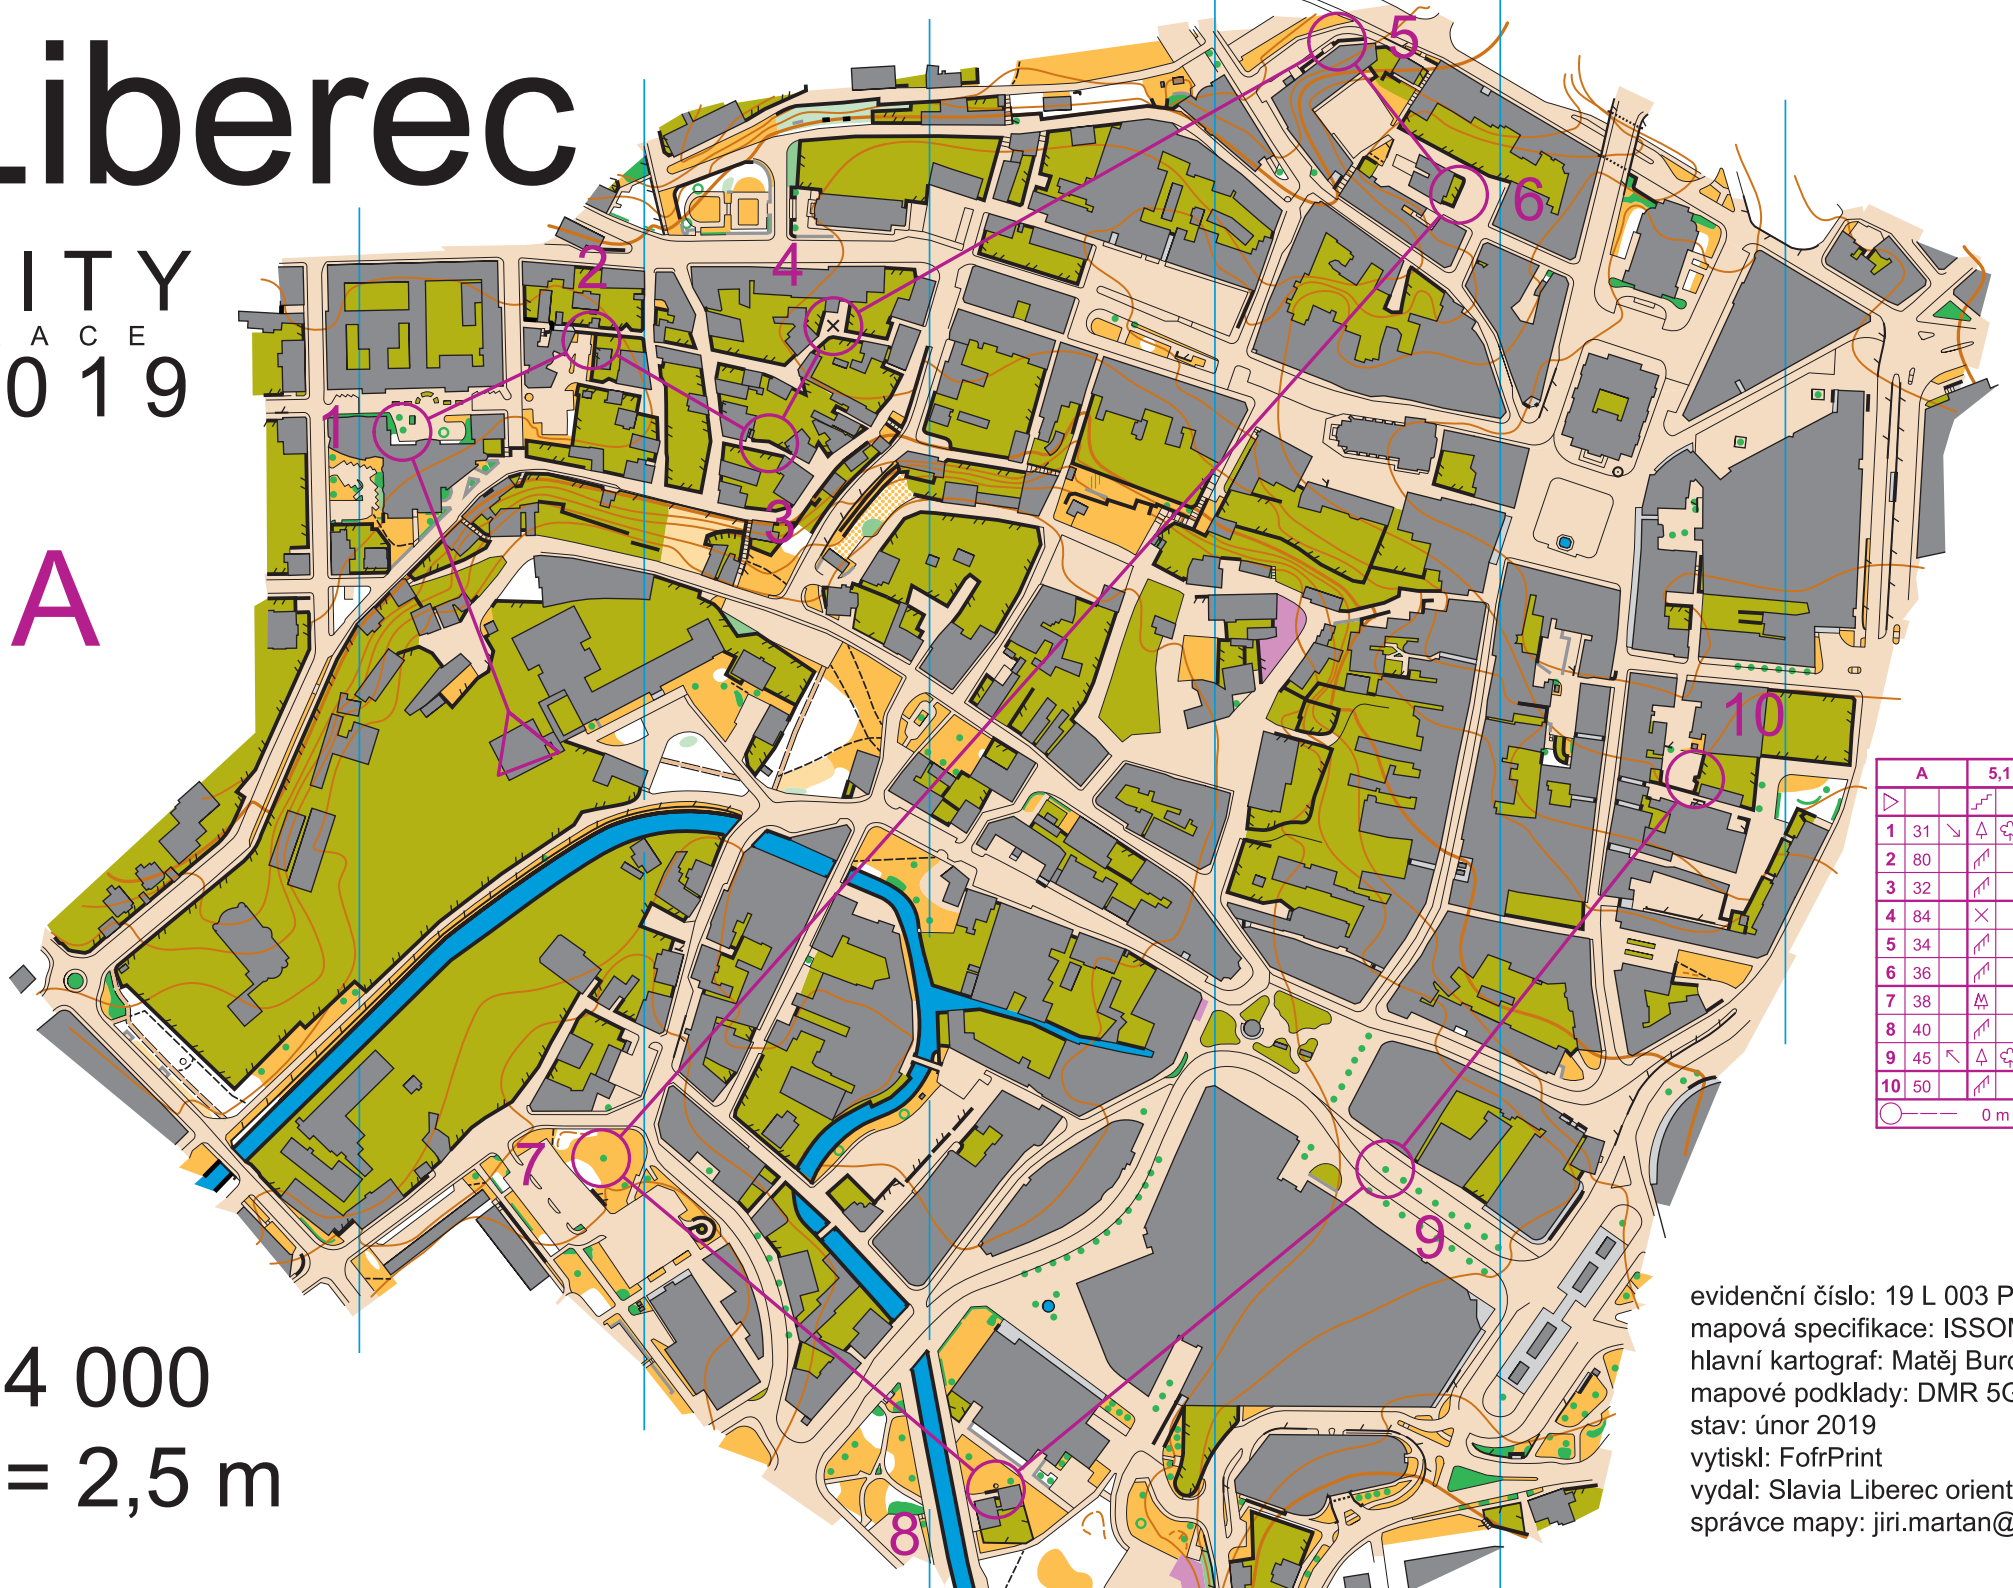 Liberec
ITY
ACE
019
A
4 000
= 2,5 m
1
2
3
4
5
6
7
8
9
10
A 5,1
1 31
2 80
3 32
4 84
5 34
6 36
7 38
8 40
9 45
10 50
0 m
evidenční číslo: 19 L 003 P
mapová specifikace: ISSOM
hlavní kartograf: Matěj Burd
mapové podklady: DMR 5G
stav: únor 2019
vytiskl: FofrPrint
vydal: Slavia Liberec orient
správce mapy: jiri.martan@